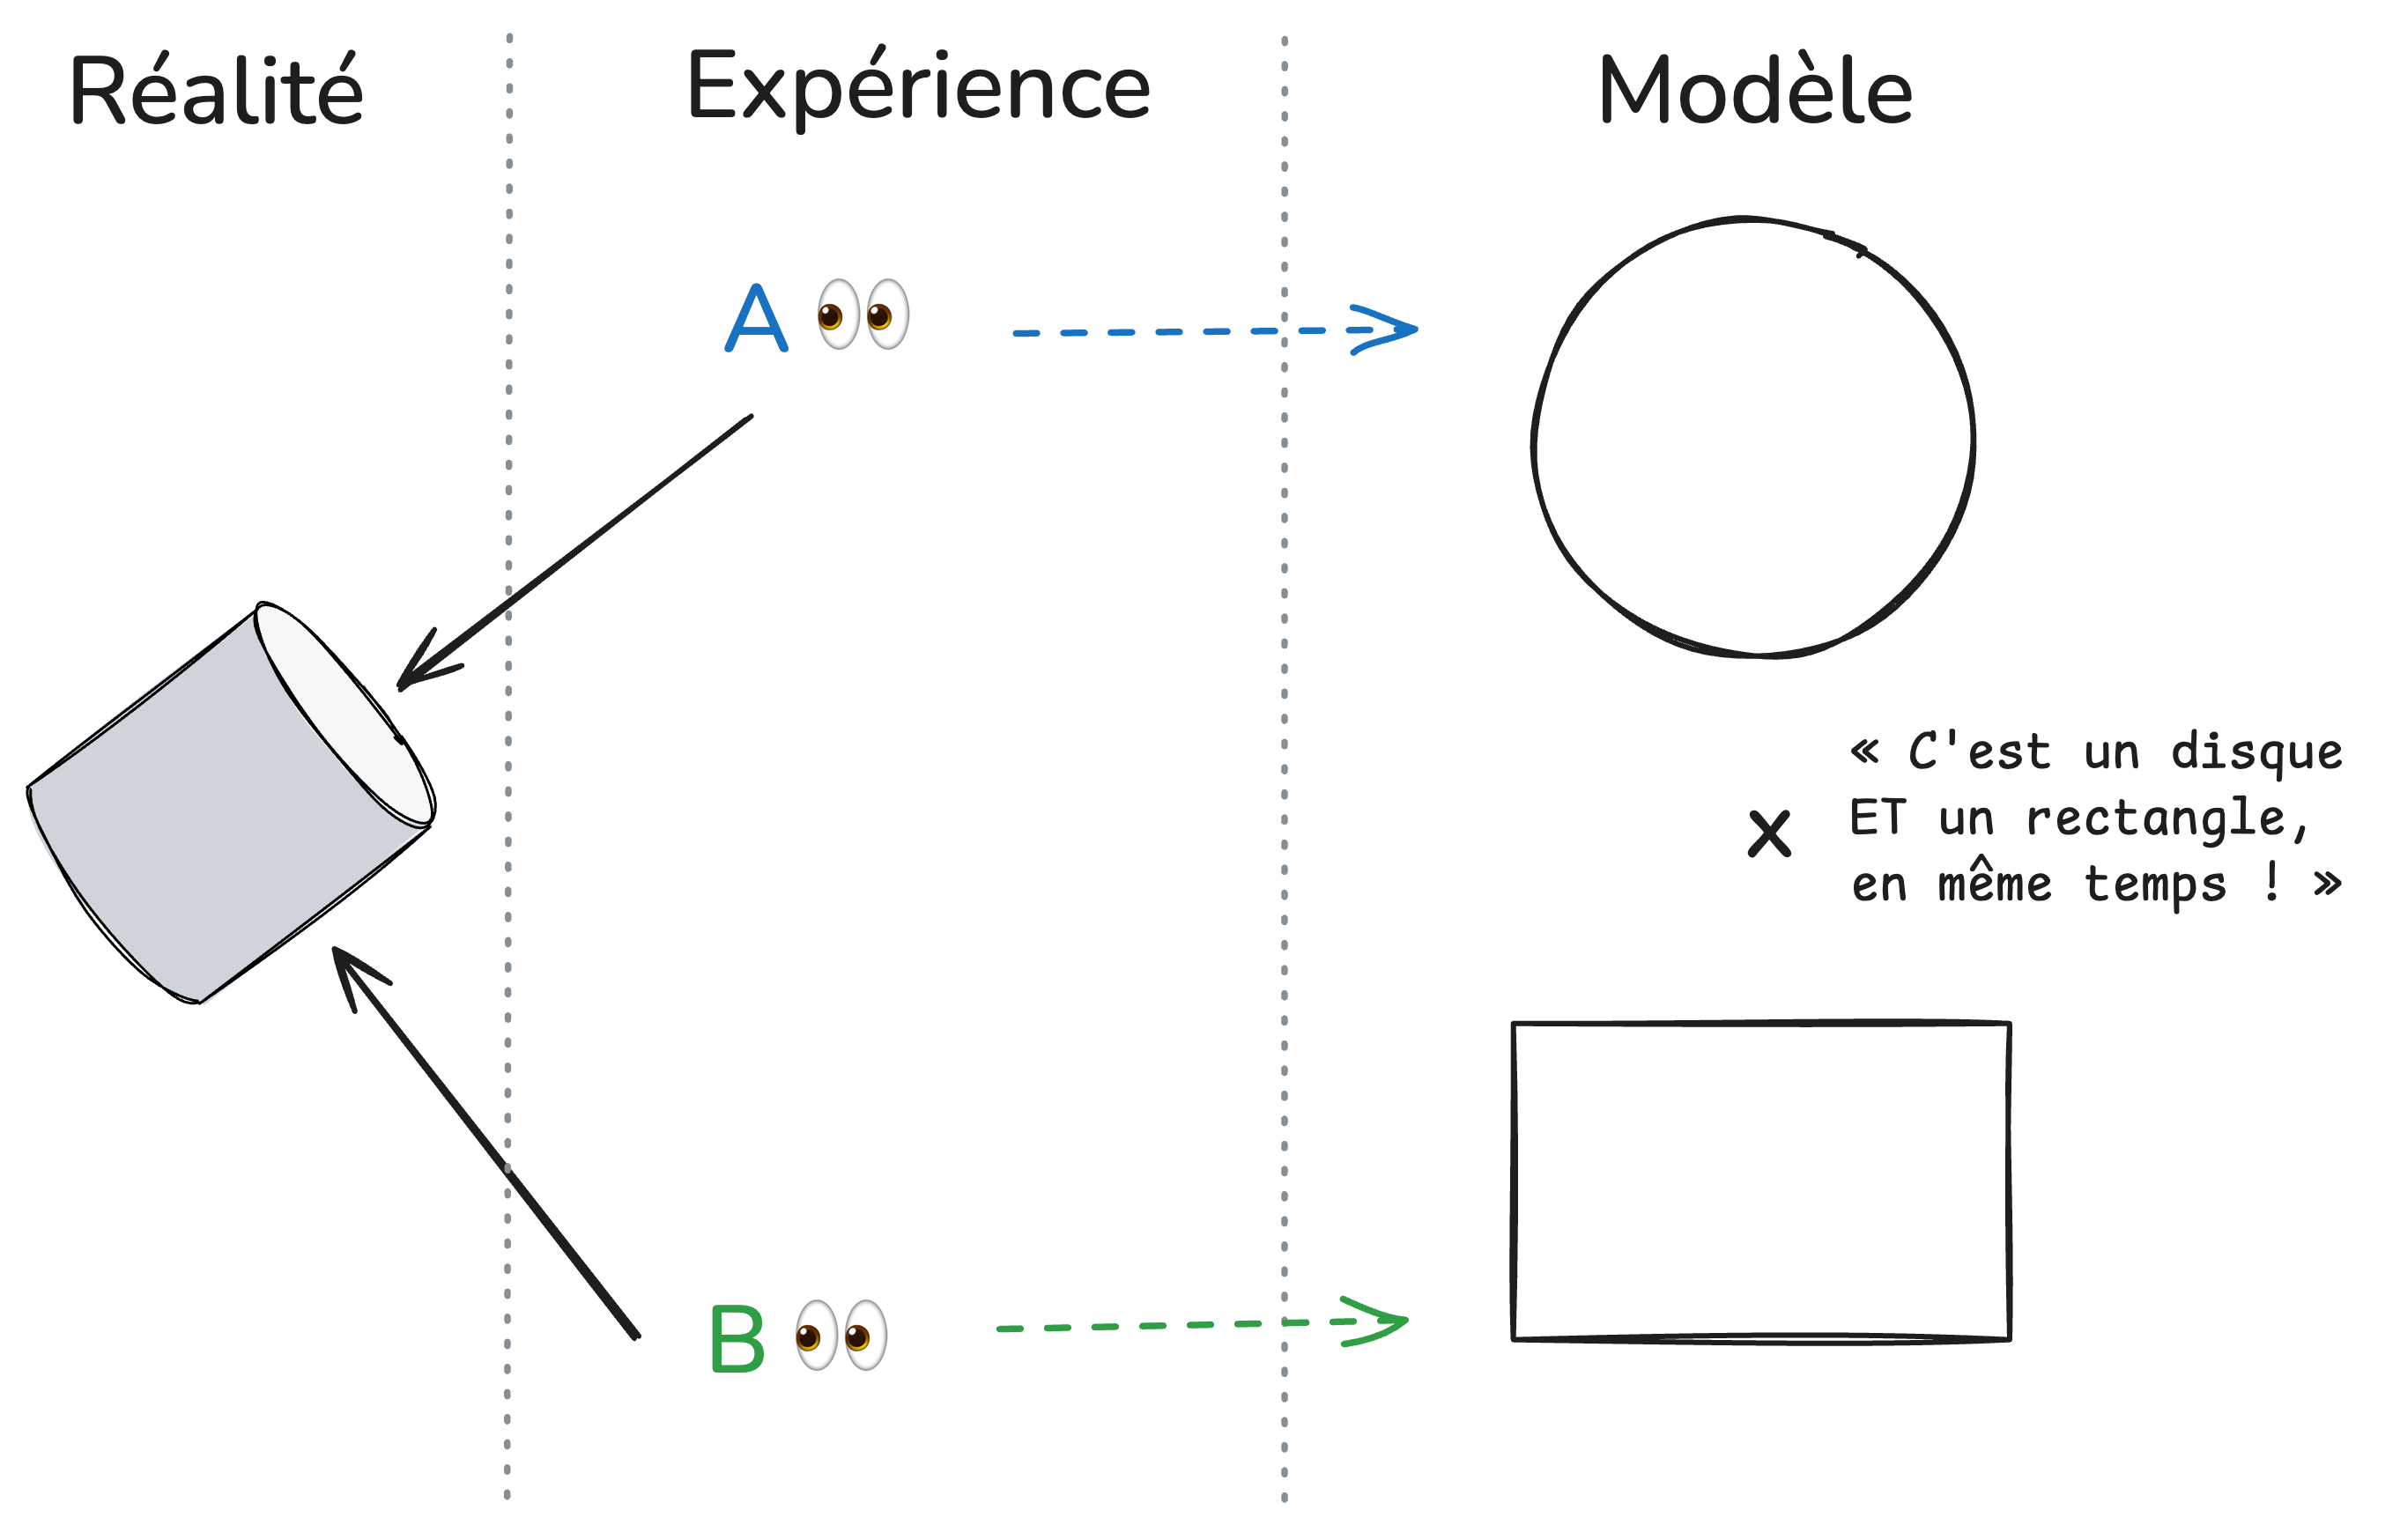 Réalité
Expérience
Modèle
A
« C'est un disque
x ET un rectangle,
en même temps ! »
B